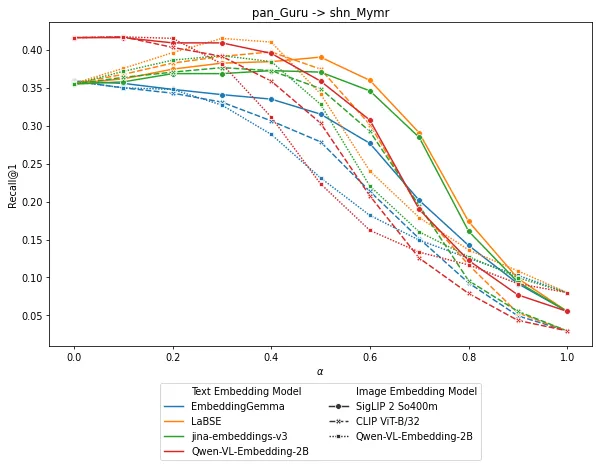 pan_Guru -> shn_Mymr
0.40
0.35
0.30
0.25
0.20
0.15
0.10
0.05
Recall@1
0.0
0.2
0.4
0.6
0.8
1.0
α
Text Embedding Model
EmbeddingGemma
LaBSE
jina-embeddings-v3
Qwen-VL-Embedding-2B
Image Embedding Model
SigLIP 2 So400m
CLIP ViT-B/32
Qwen-VL-Embedding-2B